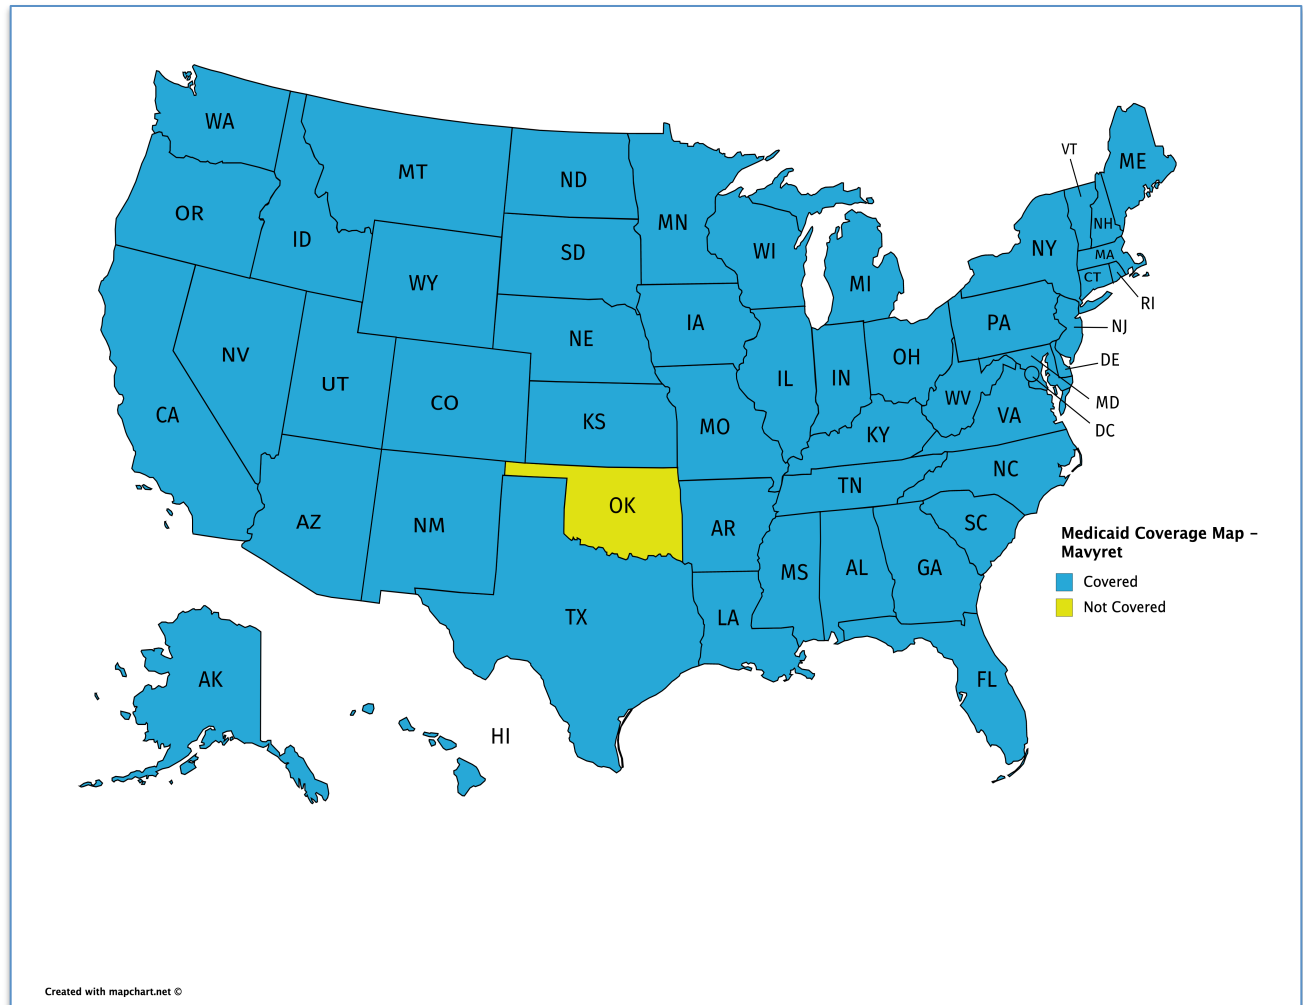 WA
MT
ND
VT
ME
OR
MN
ID
SD
WI
NY
NH
MA
CT
RI
WY
MI
IA
PA
NJ
NV
NE
OH
DE
UT
IL
IN
CO
WV
MD
CA
KS
MO
VA
DC
KY
NC
TN
OK
AZ
NM
AR
SC
Medicaid Coverage Map –
Mavyret
MS
AL
GA
Covered
Not Covered
TX
LA
AK
FL
HI
Created with mapchart.net ©